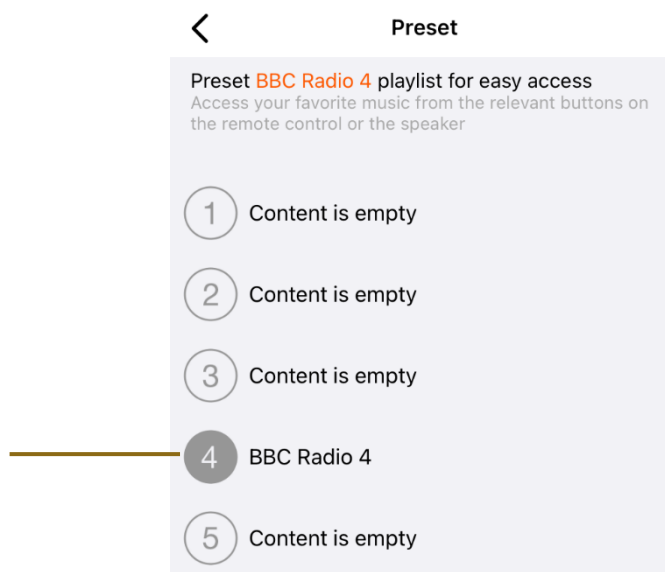 Preset
Preset BBC Radio 4 playlist for easy access
Access your favorite music from the relevant buttons on
the remote control or the speaker
1 Content is empty
2 Content is empty
3 Content is empty
4 BBC Radio 4
5 Content is empty